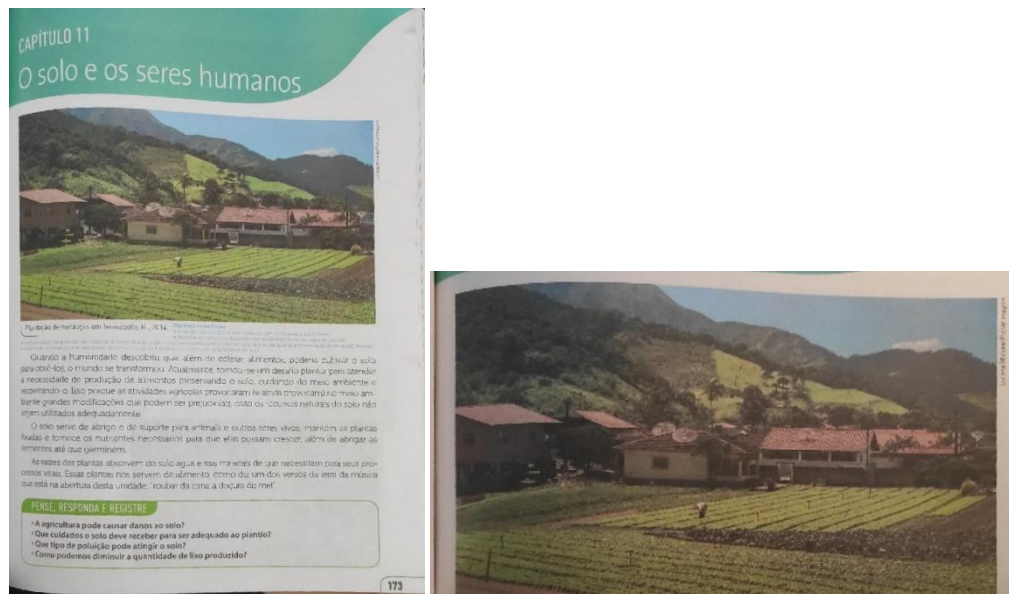 CAPÍTULO 11
O solo e os seres humanos
Plantação de hortaliças em Teresópolis, RJ, 2014.
Quando a humanidade descobriu que, além de coletar alimentos, poderia cultivar o solo
para obtê-los, o mundo se transformou. Atualmente, tornou-se um desafio plantar para atender
a necessidade de produção de alimentos preservando o solo, cuidando do meio ambiente e
respeitando-o. Isso porque as atividades agrícolas provocaram (e ainda provocam) no meio am-
biente grandes modificações que podem ser prejudiciais, caso os recursos naturais do solo não
sejam utilizados adequadamente.
O solo serve de abrigo e de suporte para animais e outros seres vivos, mantém as plantas
fixadas e fornece os nutrientes necessários para que elas possam crescer, além de abrigar as
sementes até que germinem.
As raízes das plantas absorvem do solo água e sais minerais de que necessitam para seus pro-
cessos vitais. Essas plantas nos servem de alimento, como diz um dos versos da letra da música
que está na abertura desta unidade: "roubar da cana a doçura do mel".
PENSE, RESPONDA E REGISTRE
• A agricultura pode causar danos ao solo?
• Que cuidados o solo deve receber para ser adequado ao plantio?
• Que tipo de poluição pode atingir o solo?
• Como podemos diminuir a quantidade de lixo produzido?
173